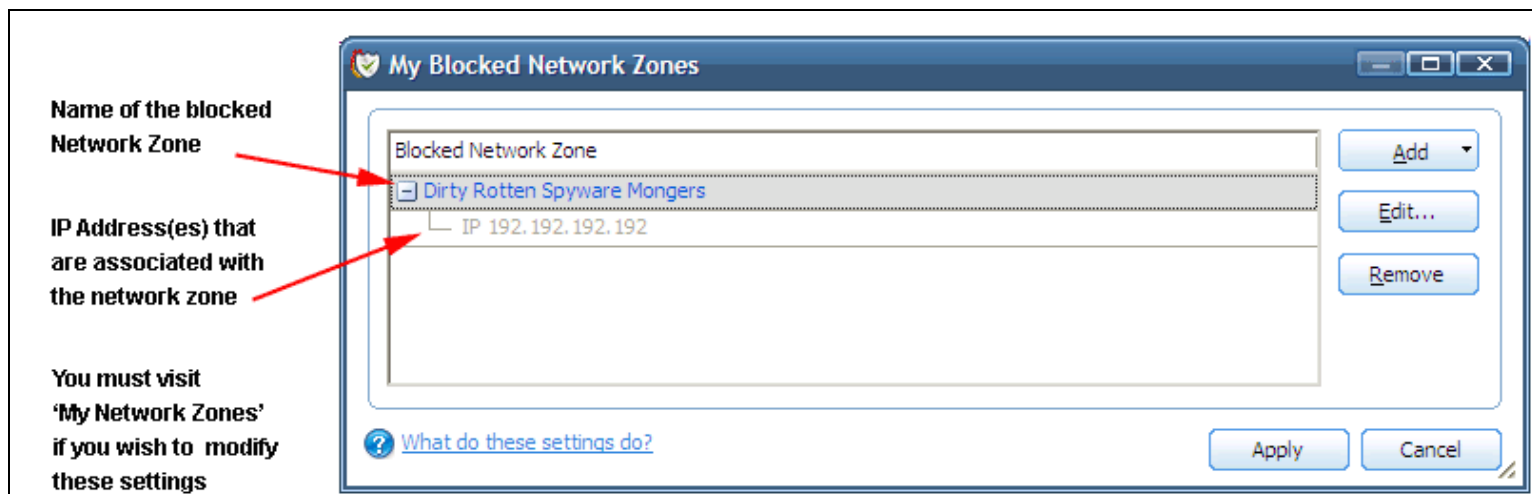 Name of the blocked
Network Zone
IP Address(es) that
are associated with
the network zone
You must visit
‘My Network Zones’
if you wish to  modify
these settings
My Blocked Network Zones
Blocked Network Zone
Dirty Rotten Spyware Mongers
IP 192.192.192.192
Add
Edit...
Remove
What do these settings do?
Apply
Cancel